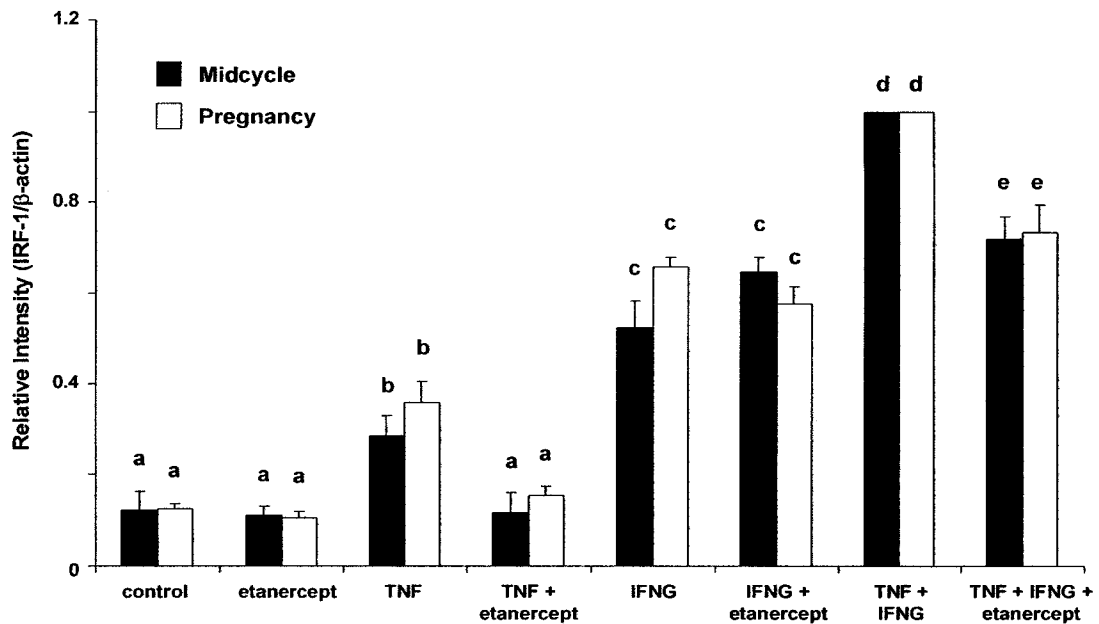 1.2
Midcycle
Pregnancy
d d
e e
0.8
c c
c c
Relative Intensity (IRF-1/β-actin)
b b
0.4
a a
a a
a a
0
control
etanercept
TNF
TNF +
etanercept
IFNG
IFNG +
etanercept
TNF +
IFNG
TNF + IFNG +
etanercept